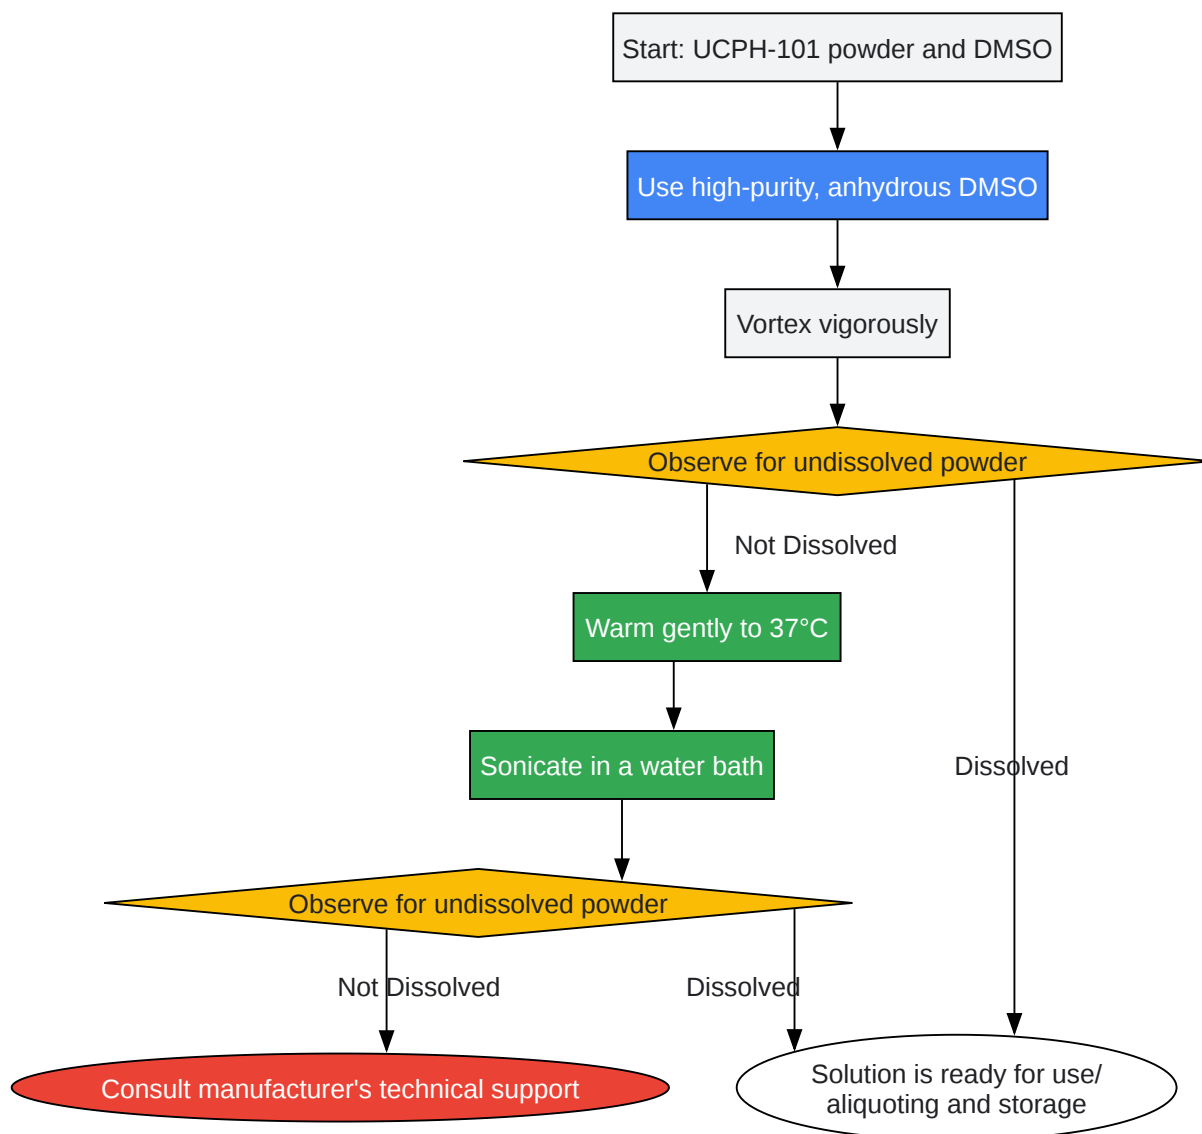 Start: UCPH-101 powder and DMSO
Use high-purity, anhydrous DMSO
Vortex vigorously
Observe for undissolved powder
Not Dissolved
Warm gently to 37°C
Sonicate in a water bath
Dissolved
Observe for undissolved powder
Not Dissolved
Dissolved
Consult manufacturer's technical support
Solution is ready for use/
aliquoting and storage